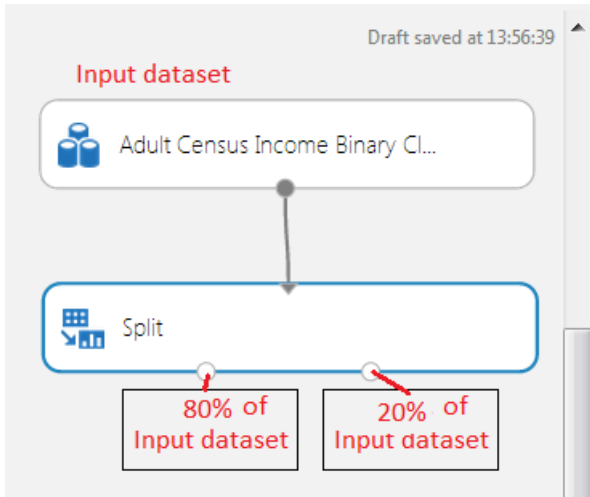 Draft saved at 13:56:39
Input dataset
Adult Census Income Binary Cl...
Split
80% of
Input dataset
20% of
Input dataset